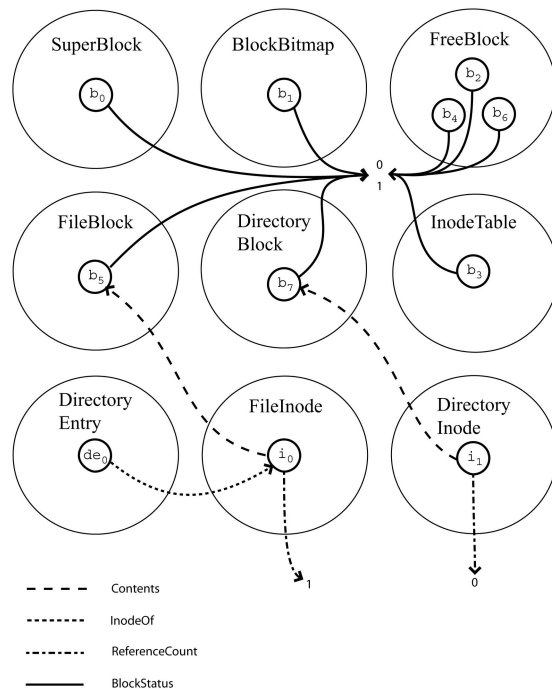 SuperBlock
BlockBitmap
FreeBlock
b0
b1
b2
b4
b6
0
1
FileBlock
Directory
Block
InodeTable
b5
b7
b3
Directory
Entry
FileInode
Directory
Inode
de0
i0
i1
1
0
Contents
InodeOf
ReferenceCount
BlockStatus